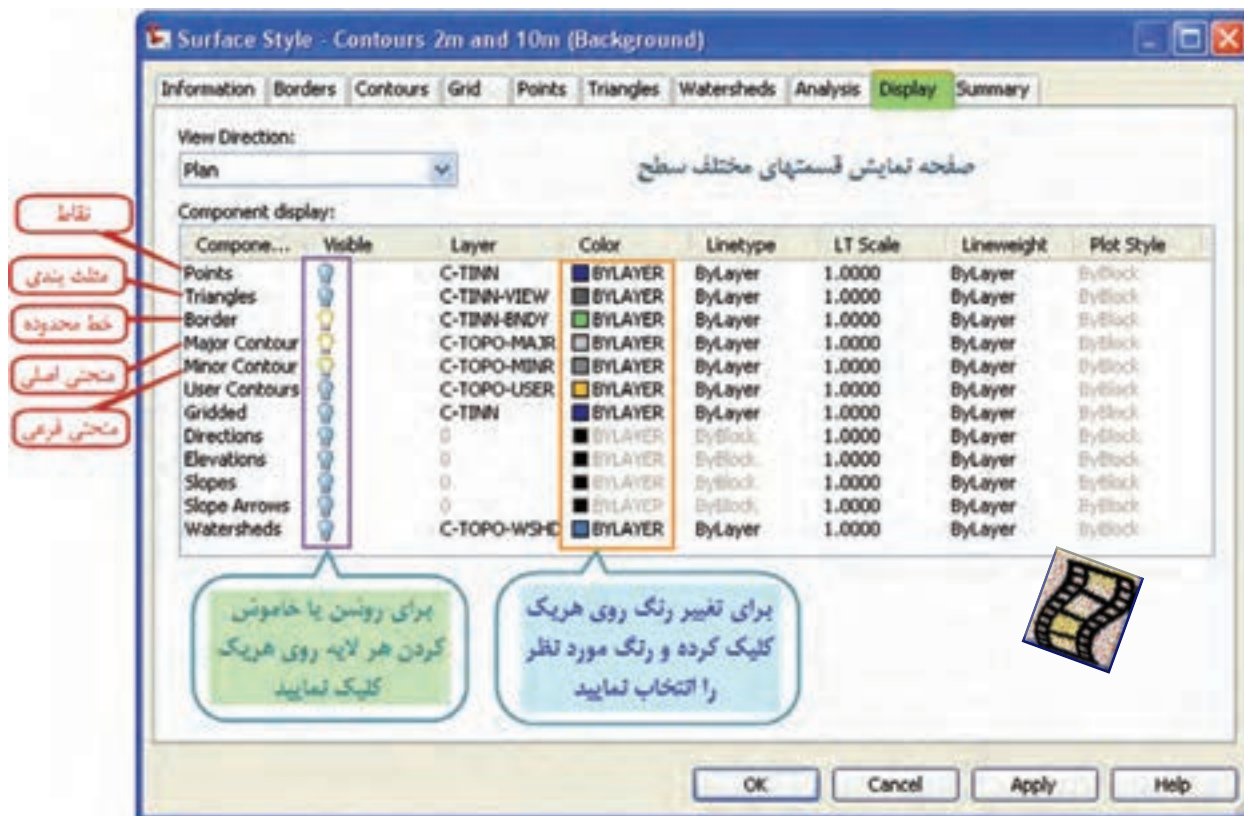 Surface Style - Contours 2m and 10m (Background)
Information Borders Contours Grid Points Triangles Watersheds Analysis Display Summary
View Direction:
Plan
صفحه نمایش قسمتهای مختلف سطح
Component display:
Compone... Visible Layer Color Linetype LT Scale Lineweight Plot Style
Points C-TINN BYLAYER ByLayer 1.0000 ByLayer ByBlock
Triangles C-TINN-VIEW BYLAYER ByLayer 1.0000 ByLayer ByBlock
Border C-TINN-BNDY BYLAYER ByLayer 1.0000 ByLayer ByBlock
Major Contour C-TOPO-MAJR BYLAYER ByLayer 1.0000 ByLayer ByBlock
Minor Contour C-TOPO-MINR BYLAYER ByLayer 1.0000 ByLayer ByBlock
User Contours C-TOPO-USER BYLAYER ByLayer 1.0000 ByLayer ByBlock
Gridded C-TINN BYLAYER ByLayer 1.0000 ByLayer ByBlock
Directions 0 BYLAYER ByBlock 1.0000 ByLayer ByBlock
Elevations 0 BYLAYER ByBlock 1.0000 ByLayer ByBlock
Slopes 0 BYLAYER ByBlock 1.0000 ByLayer ByBlock
Slope Arrows 0 BYLAYER ByBlock 1.0000 ByLayer ByBlock
Watersheds C-TOPO-WSHD BYLAYER ByLayer 1.0000 ByLayer ByBlock
نقاط
مثلث بندی
خط محدوده
منحنی اصلی
منحنی فرعی
برای روشن یا خاموش
کردن هر لایه روی هریک
کلیک نمایید
برای تغییر رنگ روی هریک
کلیک کرده و رنگ مورد نظر
را انتخاب نمایید
OK Cancel Apply Help